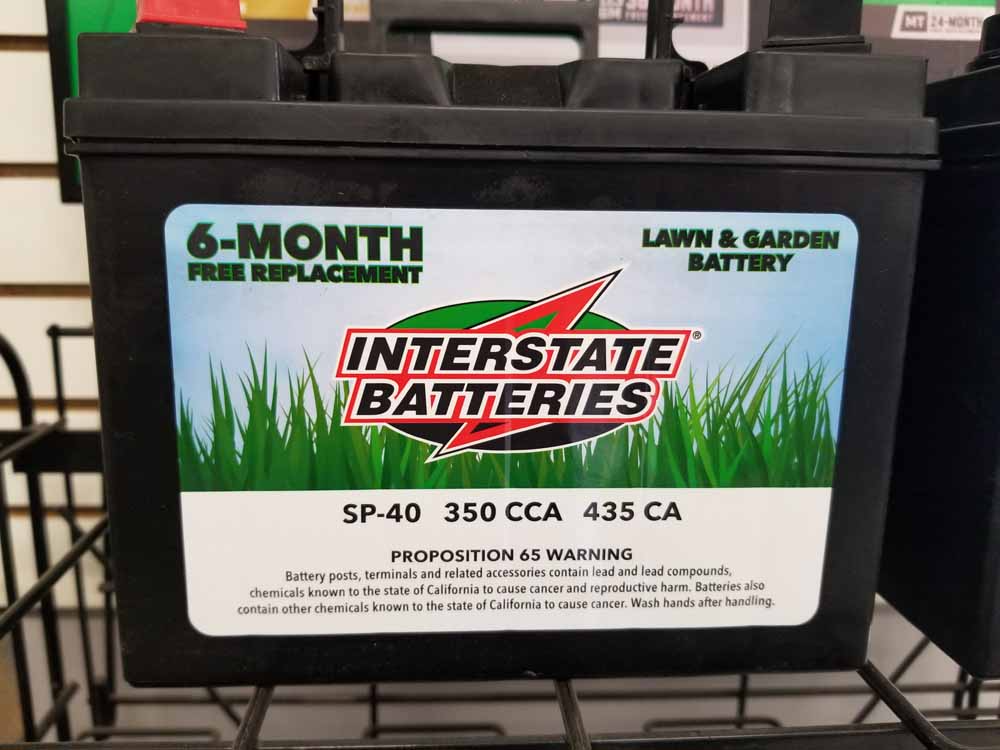 MT 24-MONTH
6-MONTH
FREE REPLACEMENT
LAWN & GARDEN
BATTERY
INTERSTATE®
BATTERIES
SP-40 350 CCA 435 CA
PROPOSITION 65 WARNING
Battery posts, terminals and related accessories contain lead and lead compounds,
chemicals known to the state of California to cause cancer and reproductive harm. Batteries also
contain other chemicals known to the state of California to cause cancer. Wash hands after handling.